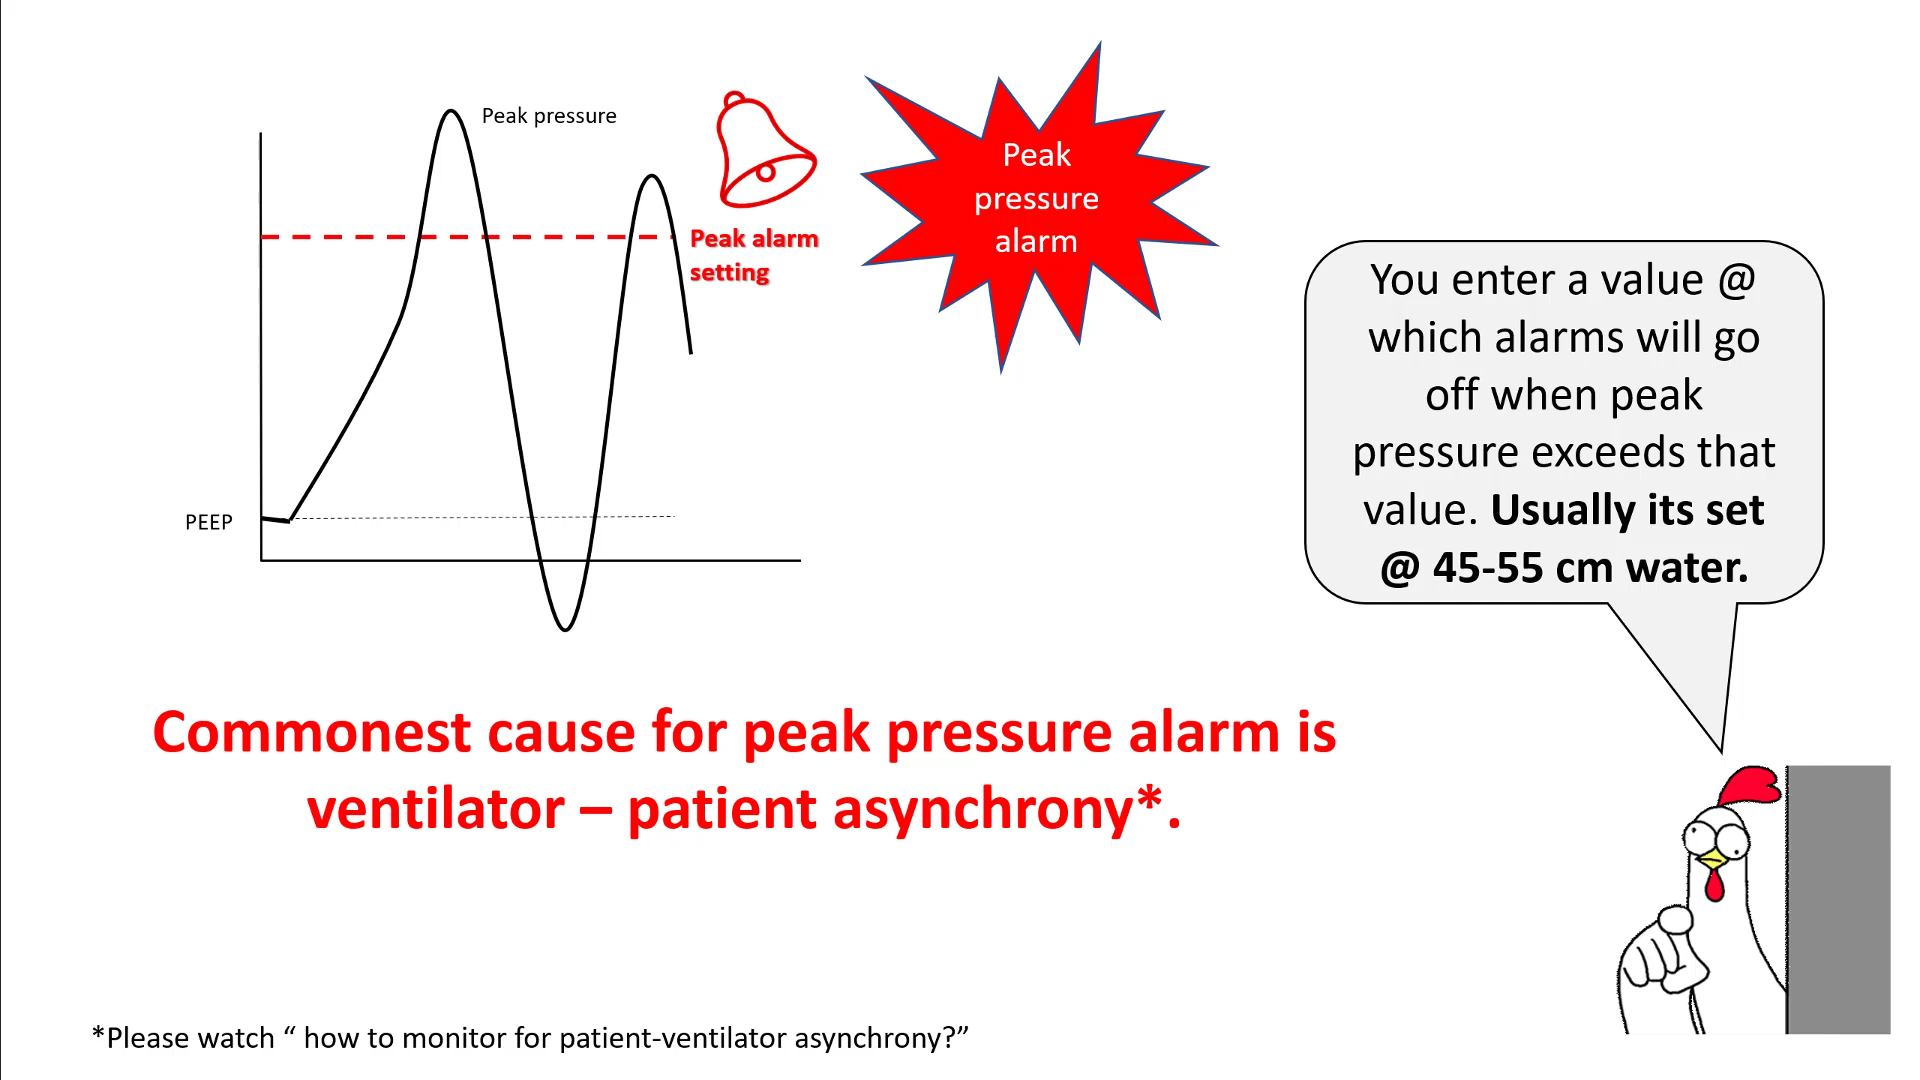 Peak pressure
Peak alarm
setting
PEEP
Peak
pressure
alarm
You enter a value @
which alarms will go
off when peak
pressure exceeds that
value. Usually its set
@ 45-55 cm water.
Commonest cause for peak pressure alarm is
ventilator – patient asynchrony*.
*Please watch “ how to monitor for patient-ventilator asynchrony?”